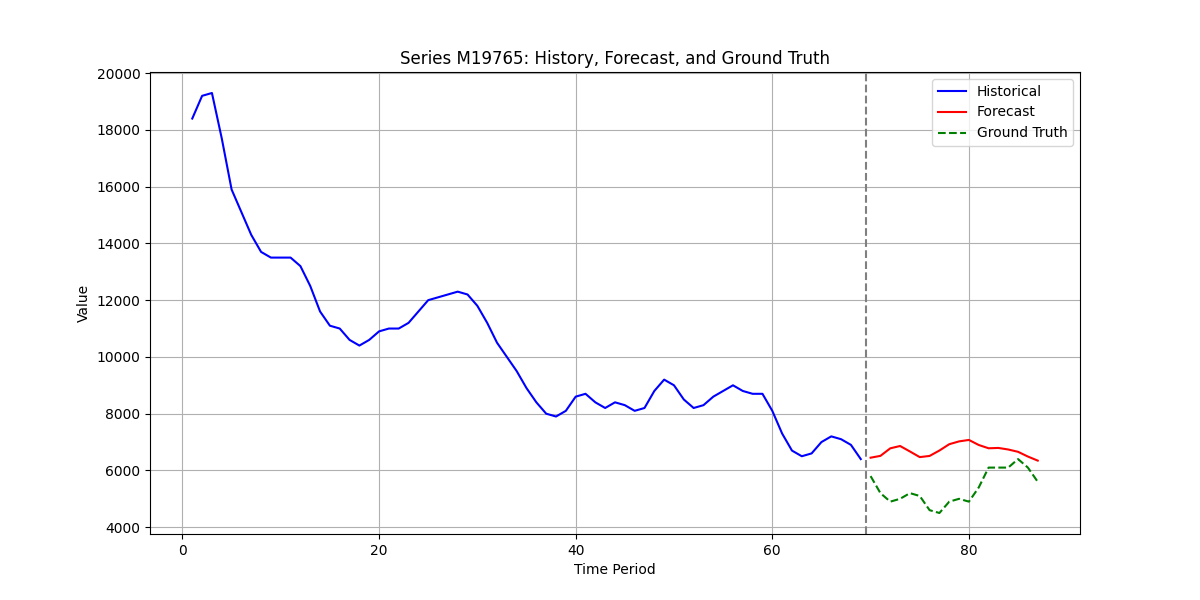 Series M19765: History, Forecast, and Ground Truth
20000
18000
16000
14000
12000
10000
8000
6000
4000
Value
0
20
40
60
80
Time Period
Historical
Forecast
Ground Truth